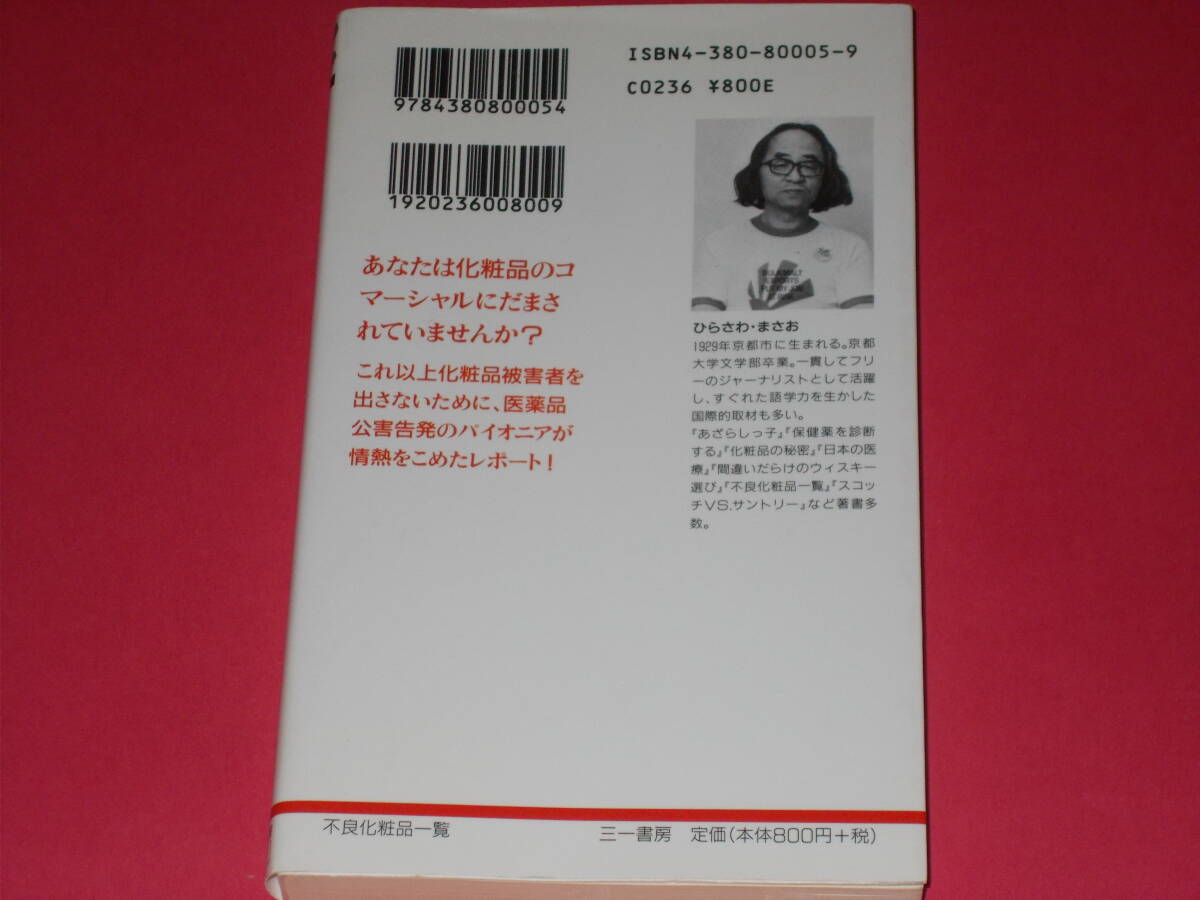 ISBN4-380-80005-9
C0236 ¥800E
9784380800054
1920236008009
あなたは化粧品のコ
マーシャルにだまさ
れていませんか?
これ以上化粧品被害者を
出さないために、医薬品
公害告発のパイオニアが
情熱をこめたレポート!
ひらさわ・まさお
1929年京都市に生まれる。京都
大学文学部卒業。一貫してフリ
ーのジャーナリストとして活躍
し、すぐれた語学力を生かした
国際的取材も多い。
『あざらしっ子』『保健薬を診断
する』『化粧品の秘密』『日本の医
療』『間違いだらけのウィスキー
選び』『不良化粧品一覧』『スコッ
チVS.サントリー』など著書多
数。
不良化粧品一覧
三一書房 定価(本体800円+税)